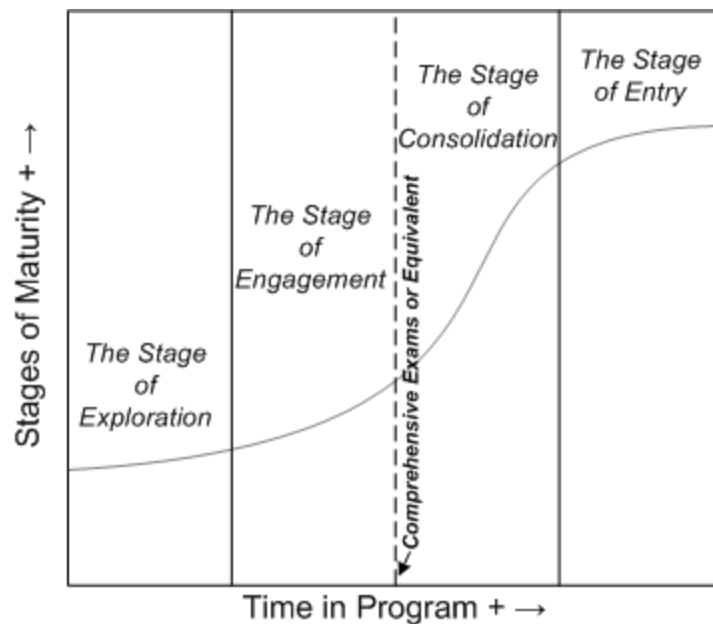 The Stage
of Entry
The Stage
of
Consolidation
The Stage
of
Engagement
The Stage
of
Exploration
Comprehensive Exams or Equivalent
Stages of Maturity + →
Time in Program + →